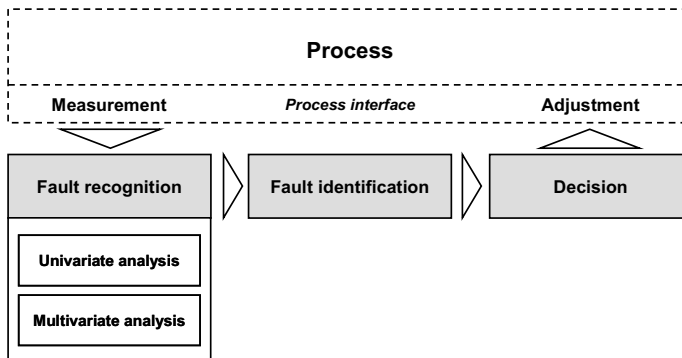 Process
Measurement
Process interface
Adjustment
Fault recognition
Fault identification
Decision
Univariate analysis
Multivariate analysis